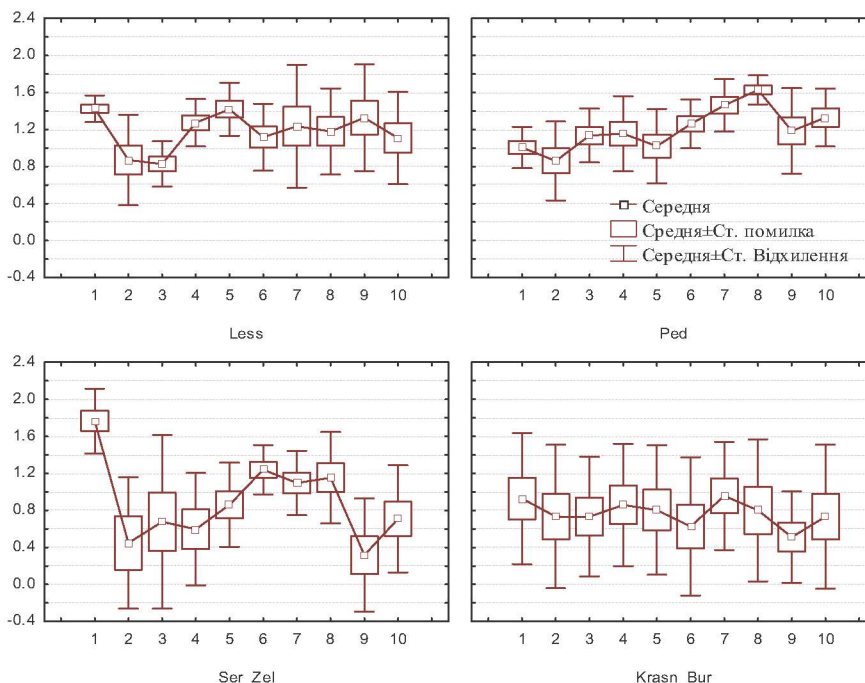 2.4
2.0
1.6
1.2
0.8
0.4
0.0
-0.4
1 2 3 4 5 6 7 8 9 10
Less
Середня
Средня±Ст. помилка
Середня±Ст. Відхилення
1 2 3 4 5 6 7 8 9 10
Ped
2.4
2.0
1.6
1.2
0.8
0.4
0.0
-0.4
1 2 3 4 5 6 7 8 9 10
Ser Zel
1 2 3 4 5 6 7 8 9 10
Krasn Bur